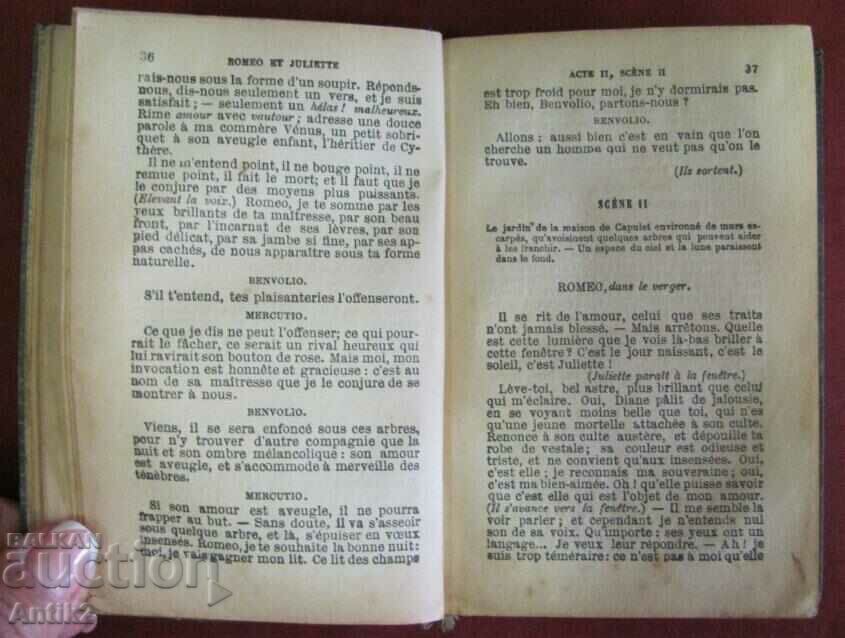 36 ROMEO ET JULIETTE
rais-nous sous la forme d'un soupir. Réponds-
nous, dis-nous seulement un vers, et je suis
satisfait; — seulement un hélas! malheureux.
Rime amour avec vautour; adresse une douce
parole à ma commère Vénus, un petit sobri-
quet à son aveugle enfant, l'héritier de Cy-
thère.
Il ne m'entend point, il ne bouge point, il ne
remue point, il fait le mort; et il faut que je
le conjure par des moyens plus puissants.
(Elevant la voix.) Romeo, je te somme par les
yeux brillants de ta maîtresse, par son beau
front, par l'incarnat de ses lèvres, par son
pied délicat, par sa jambe si fine, par ses ap-
pas cachés, de nous apparaître sous ta forme
naturelle.
BENVOLIO.
S'il t'entend, tes plaisanteries l'offenseront.
MERCUTIO.
Ce que je dis ne peut l'offenser; ce qui pour-
rait le fâcher, ce serait un rival heureux qui
lui ravirait son bouton de rose. Mais moi, mon
invocation est honnête et gracieuse : c'est au
nom de sa maîtresse que je le conjure de se
montrer à nous.
BENVOLIO.
Viens, il se sera enfoncé sous ces arbres,
pour n'y trouver d'autre compagnie que la
nuit et son ombre mélancolique : son amour
est aveugle, et s'accommode à merveille des
ténèbres.
MERCUTIO.
Si son amour est aveugle, il ne pourra
frapper au but. — Sans doute, il va s'asseoir
sous quelque arbre, et là, s'épuiser en vœux
insensés. Romeo, je te souhaite la bonne nuit :
moi, je vais gagner mon lit. Ce lit des champs
ACTE II, SCÈNE II 37
est trop froid pour moi, je n'y dormirais pas.
Eh bien, Benvolio, partons-nous ?
BENVOLIO.
Allons : aussi bien c'est en vain que l'on
cherche un homme qui ne veut pas qu'on le
trouve.
(Ils sortent.)
SCÈNE II
Le jardin de la maison de Capulet environné de murs es-
carpés, qu'avoisinent quelques arbres qui peuvent aider
à les franchir. — Un espace du ciel et la lune paraissent
dans le fond.
ROMEO, dans le verger.
Il se rit de l'amour, celui que ses traits
n'ont jamais blessé. — Mais arrêtons. Quelle
est cette lumière que je vois là-bas briller à
cette fenêtre? C'est le jour naissant, c'est le
soleil, c'est Juliette !
(Juliette paraît à la fenêtre.)
Lève-toi, bel astre, plus brillant que celui
qui m'éclaire. Oui, Diane pâlit de jalousie,
en se voyant moins belle que toi, qui n'es
qu'une jeune mortelle attachée à son culte.
Renonce à son culte austère, et dépouille ta
robe de vestale; sa couleur est odieuse et
triste, et ne convient qu'aux insensées. Oui,
c'est elle; je reconnais ma souveraine; oui,
c'est ma bien-aimée. Oh! qu'elle puisse savoir
que c'est elle qui est l'objet de mon amour.
(Il s'avance vers la fenêtre.) — Il me semble la
voir parler; et cependant je n'entends nul
son de sa voix. Qu'importe : ses yeux ont un
langage... Je veux leur répondre. — Ah ! je
suis trop téméraire: ce n'est pas à moi qu'elle
BALKAN
auction
Antik2